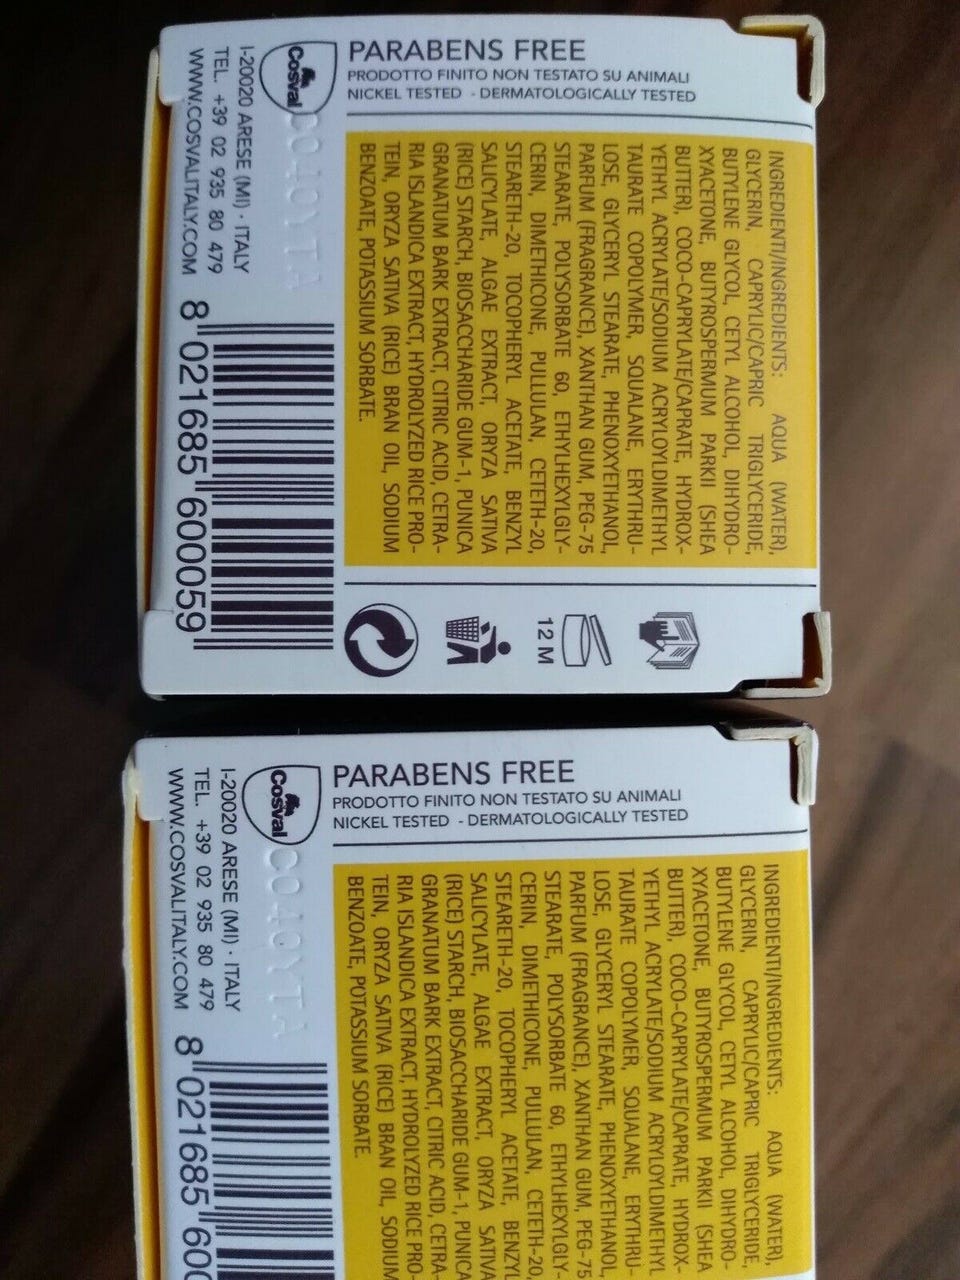 PARABENS FREE
PRODOTTO FINITO NON TESTATO SU ANIMALI
NICKEL TESTED - DERMATOLOGICALLY TESTED
INGREDIENTI/INGREDIENTS: AQUA (WATER),
GLYCERIN, CAPRYLIC/CAPRIC TRIGLYCERIDE,
BUTYLENE GLYCOL, CETYL ALCOHOL, DIHYDRO-
XYACETONE, BUTYROSPERMUM PARKII (SHEA
BUTTER), COCO-CAPRYLATE/CAPRATE, HYDROX-
YETHYL ACRYLATE/SODIUM ACRYLOYLDIMETHYL
TAURATE COPOLYMER, SQUALANE, ERYTHRU-
LOSE, GLYCERYL STEARATE, PHENOXYETHANOL,
PARFUM (FRAGRANCE), XANTHAN GUM, PEG-75
STEARATE, POLYSORBATE 60, ETHYLHEXYLGLY-
CERIN, DIMETHICONE, PULLULAN, CETETH-20,
STEARETH-20, TOCOPHERYL ACETATE, BENZYL
SALICYLATE, ALGAE EXTRACT, ORYZA SATIVA
(RICE) STARCH, BIOSACCHARIDE GUM-1, PUNICA
GRANATUM BARK EXTRACT, CITRIC ACID, CETRA-
RIA ISLANDICA EXTRACT, HYDROLYZED RICE PRO-
TEIN, ORYZA SATIVA (RICE) BRAN OIL, SODIUM
BENZOATE, POTASSIUM SORBATE.
12 M
Cosval
I-20020 ARESE (MI) · ITALY
TEL. +39 02 935 80 479
WWW.COSVALITALY.COM
8 021685 600059
PARABENS FREE
PRODOTTO FINITO NON TESTATO SU ANIMALI
NICKEL TESTED - DERMATOLOGICALLY TESTED
INGREDIENTI/INGREDIENTS: AQUA (WATER),
GLYCERIN, CAPRYLIC/CAPRIC TRIGLYCERIDE,
BUTYLENE GLYCOL, CETYL ALCOHOL, DIHYDRO-
XYACETONE, BUTYROSPERMUM PARKII (SHEA
BUTTER), COCO-CAPRYLATE/CAPRATE, HYDROX-
YETHYL ACRYLATE/SODIUM ACRYLOYLDIMETHYL
TAURATE COPOLYMER, SQUALANE, ERYTHRU-
LOSE, GLYCERYL STEARATE, PHENOXYETHANOL,
PARFUM (FRAGRANCE), XANTHAN GUM, PEG-75
STEARATE, POLYSORBATE 60, ETHYLHEXYLGLY-
CERIN, DIMETHICONE, PULLULAN, CETETH-20,
STEARETH-20, TOCOPHERYL ACETATE, BENZYL
SALICYLATE, ALGAE EXTRACT, ORYZA SATIVA
(RICE) STARCH, BIOSACCHARIDE GUM-1, PUNICA
GRANATUM BARK EXTRACT, CITRIC ACID, CETRA-
RIA ISLANDICA EXTRACT, HYDROLYZED RICE PRO-
TEIN, ORYZA SATIVA (RICE) BRAN OIL, SODIUM
BENZOATE, POTASSIUM SORBATE.
Cosval
I-20020 ARESE (MI) · ITALY
TEL. +39 02 935 80 479
WWW.COSVALITALY.COM
8 021685 600